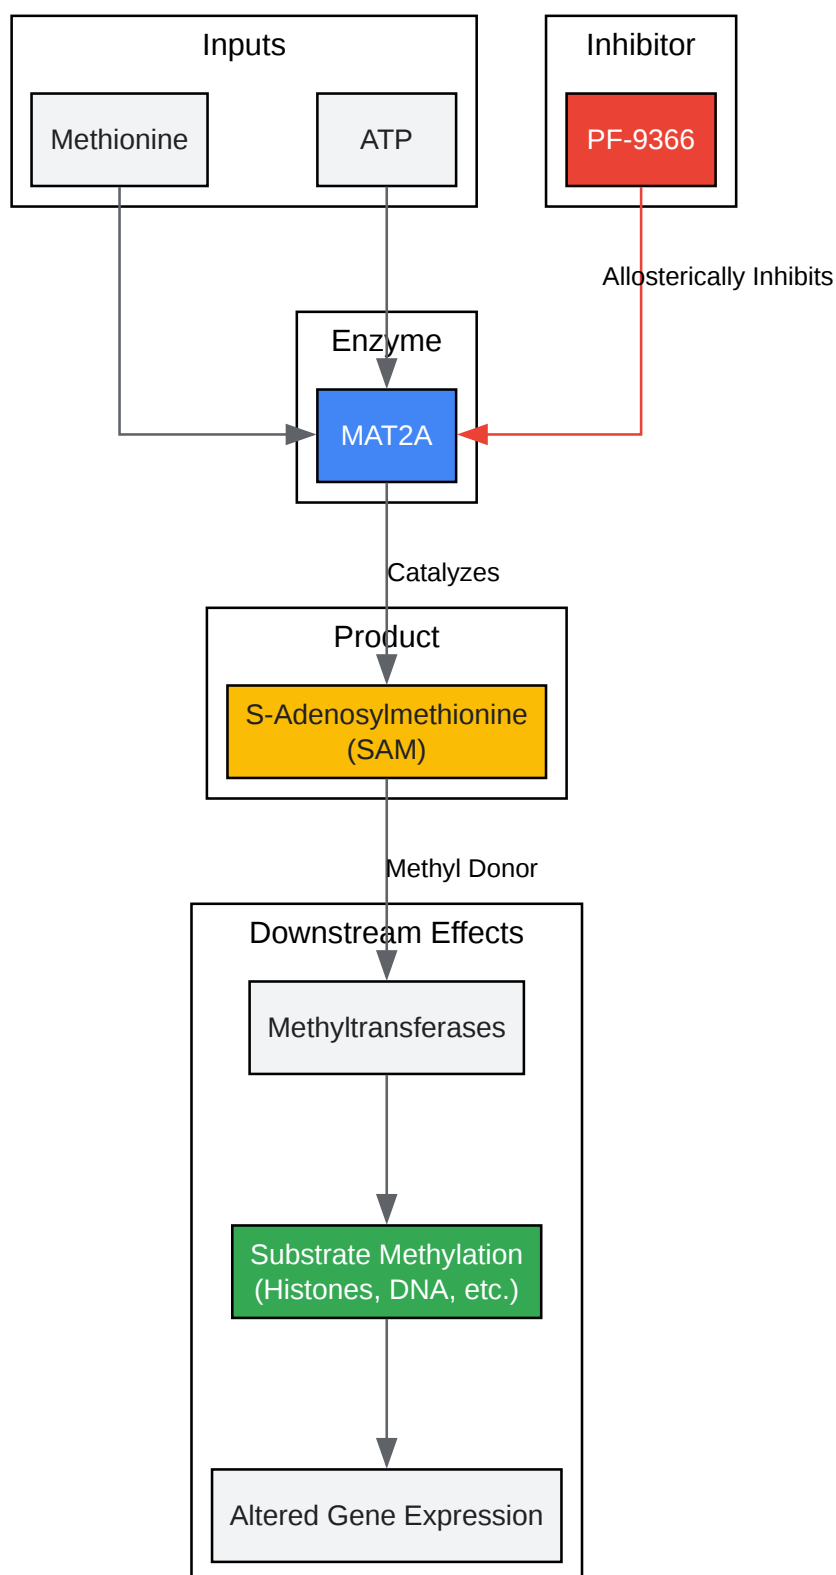 Inputs
Inhibitor
Methionine
ATP
PF-9366
Allosterically Inhibits
Enzyme
MAT2A
Catalyzes
Product
S-Adenosylmethionine
(SAM)
Methyl Donor
Downstream Effects
Methyltransferases
Substrate Methylation
(Histones, DNA, etc.)
Altered Gene Expression